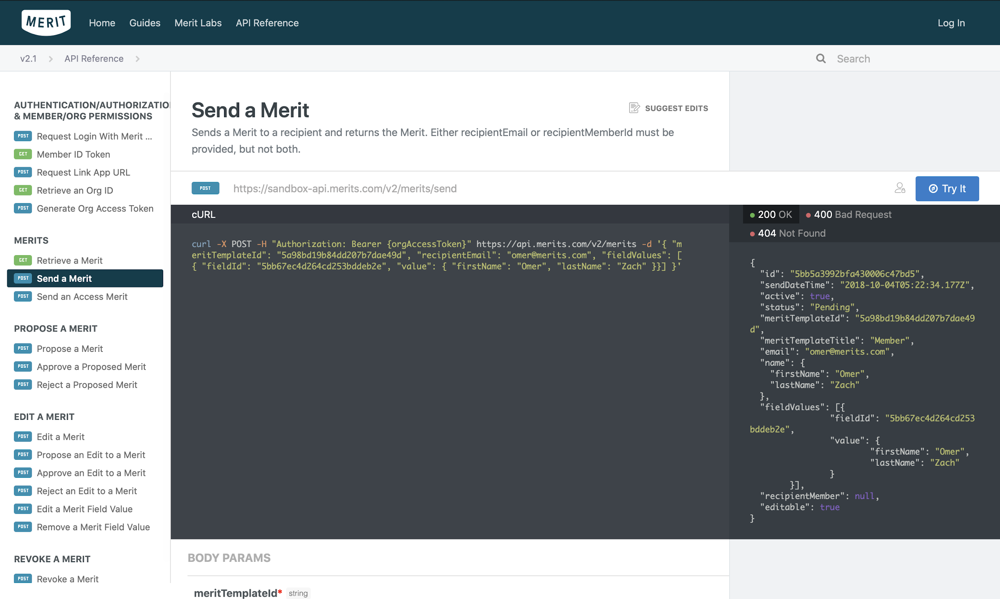 MERIT
Home Guides Merit Labs API Reference Log In
v2.1 API Reference Search
AUTHENTICATION/AUTHORIZATIO
& MEMBER/ORG PERMISSIONS
POST Request Login With Merit ...
GET Member ID Token
POST Request Link App URL
GET Retrieve an Org ID
POST Generate Org Access Token
MERITS
GET Retrieve a Merit
POST Send a Merit
POST Send an Access Merit
PROPOSE A MERIT
POST Propose a Merit
POST Approve a Proposed Merit
POST Reject a Proposed Merit
EDIT A MERIT
POST Edit a Merit
POST Propose an Edit to a Merit
POST Approve an Edit to a Merit
POST Reject an Edit to a Merit
POST Edit a Merit Field Value
POST Remove a Merit Field Value
REVOKE A MERIT
POST Revoke a Merit
Send a Merit
SUGGEST EDITS
Sends a Merit to a recipient and returns the Merit. Either recipientEmail or recipientMemberId must be
provided, but not both.
POST https://sandbox-api.merits.com/v2/merits/send
Try It
cURL
curl -X POST -H "Authorization: Bearer {orgAccessToken}" https://api.merits.com/v2/merits -d '{ "m
eritTemplateId": "5a98bd19b84dd207b7dae49d", "recipientEmail": "omer@merits.com", "fieldValues": [
{ "fieldId": "5bb67ec4d264cd253bddeb2e", "value": { "firstName": "Omer", "lastName": "Zach" }}] }'
200 OK 400 Bad Request
404 Not Found
{
"id": "5bb5a3992bfa430006c47bd5",
"sendDateTime": "2018-10-04T05:22:34.177Z",
"active": true,
"status": "Pending",
"meritTemplateId": "5a98bd19b84dd207b7dae49
d",
"meritTemplateTitle": "Member",
"email": "omer@merits.com",
"name": {
"firstName": "Omer",
"lastName": "Zach"
},
"fieldValues": [{
"fieldId": "5bb67ec4d264cd253
bddeb2e",
"value": {
"firstName": "Omer",
"lastName": "Zach"
}
}],
"recipientMember": null,
"editable": true
}
BODY PARAMS
meritTemplateId* string